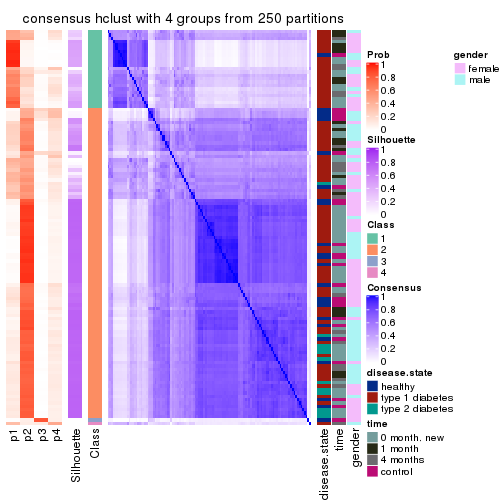 consensus hclust with 4 groups from 250 partitions
Prob
1
0.8
0.6
0.4
0.2
0
gender
female
male
Silhouette
1
0.8
0.6
0.4
0.2
0
Class
1
2
3
4
Consensus
1
0.8
0.6
0.4
0.2
0
disease.state
healthy
type 1 diabetes
type 2 diabetes
time
0 month. new
1 month
4 months
control
p1
p2
p3
p4
Silhouette
Class
disease.state
time
gender